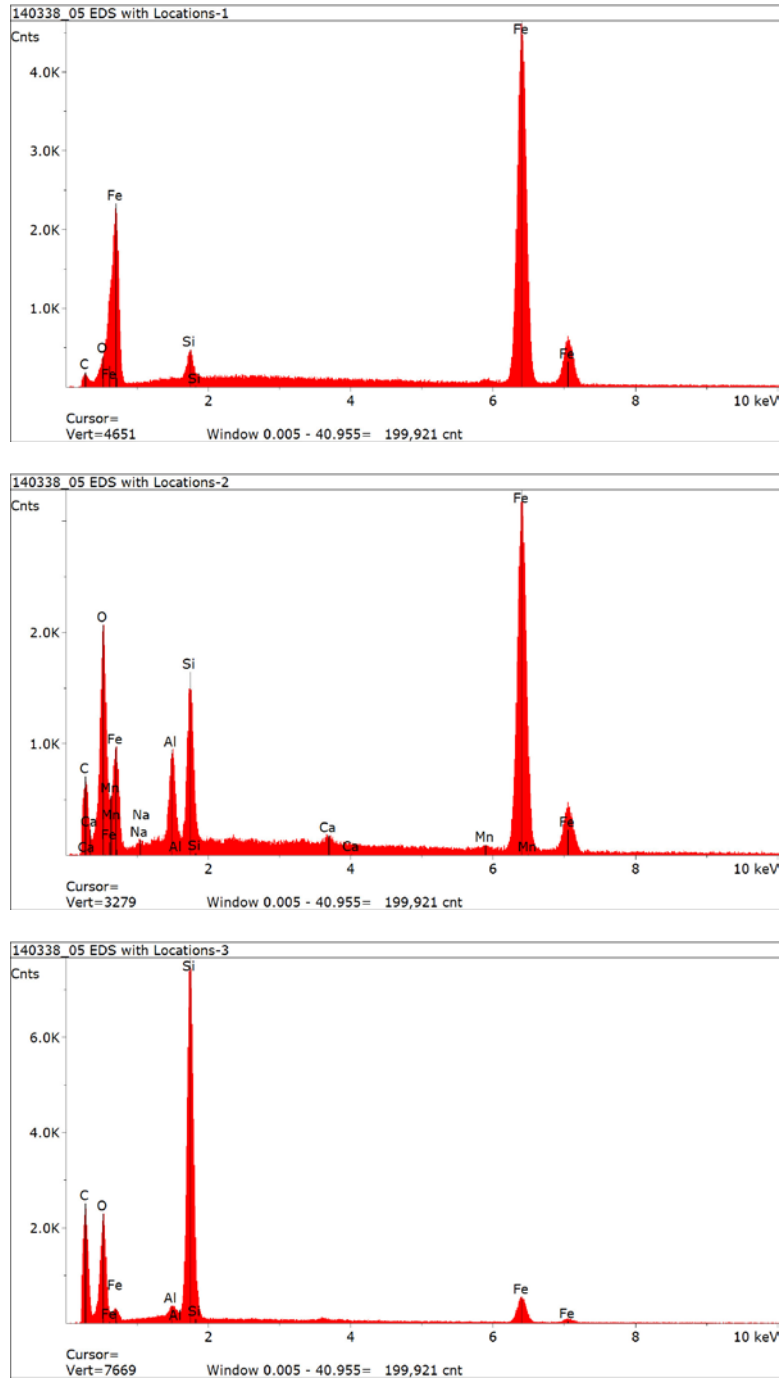 140338_05 EDS with Locations-1
Cnts
Fe
4.0K
3.0K
Fe
2.0K
1.0K
Si
O
C
Fe
Si
Fe
2 4 6 8 10 keV
Cursor=
Vert=4651 Window 0.005 - 40.955= 199,921 cnt
140338_05 EDS with Locations-2
Cnts
Fe
O
2.0K
Si
Fe Al
1.0K
C
Mn
Ca Mn Na
Fe Na
Ca Al Si
Ca Ca
Mn Mn
Fe
2 4 6 8 10 keV
Cursor=
Vert=3279 Window 0.005 - 40.955= 199,921 cnt
140338_05 EDS with Locations-3
Cnts
Si
6.0K
4.0K
C O
2.0K
Fe Al
Fe Al Si
Fe Fe
2 4 6 8 10 keV
Cursor=
Vert=7669 Window 0.005 - 40.955= 199,921 cnt